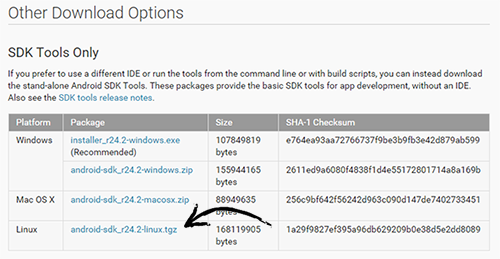 Other Download Options
SDK Tools Only
If you prefer to use a different IDE or run the tools from the command line or with build scripts, you can instead download
the stand-alone Android SDK Tools. These packages provide the basic SDK tools for app development, without an IDE.
Also see the SDK tools release notes.
Platform Package Size SHA-1 Checksum
Windows installer_r24.2-windows.exe 107849819 e764ea93aa72766737f9be3b9fb3e42d879ab599
(Recommended) bytes
android-sdk_r24.2-windows.zip 155944165 2611ed9a6080f4838f1d4e55172801714a8a169b
bytes
Mac OS X android-sdk_r24.2-macosx.zip 88949635 256c9bf642f56242d963c090d147de7402733451
bytes
Linux android-sdk_r24.2-linux.tgz 168119905 1a29f9827ef395a96db629209b0e38d5e2dd8089
bytes